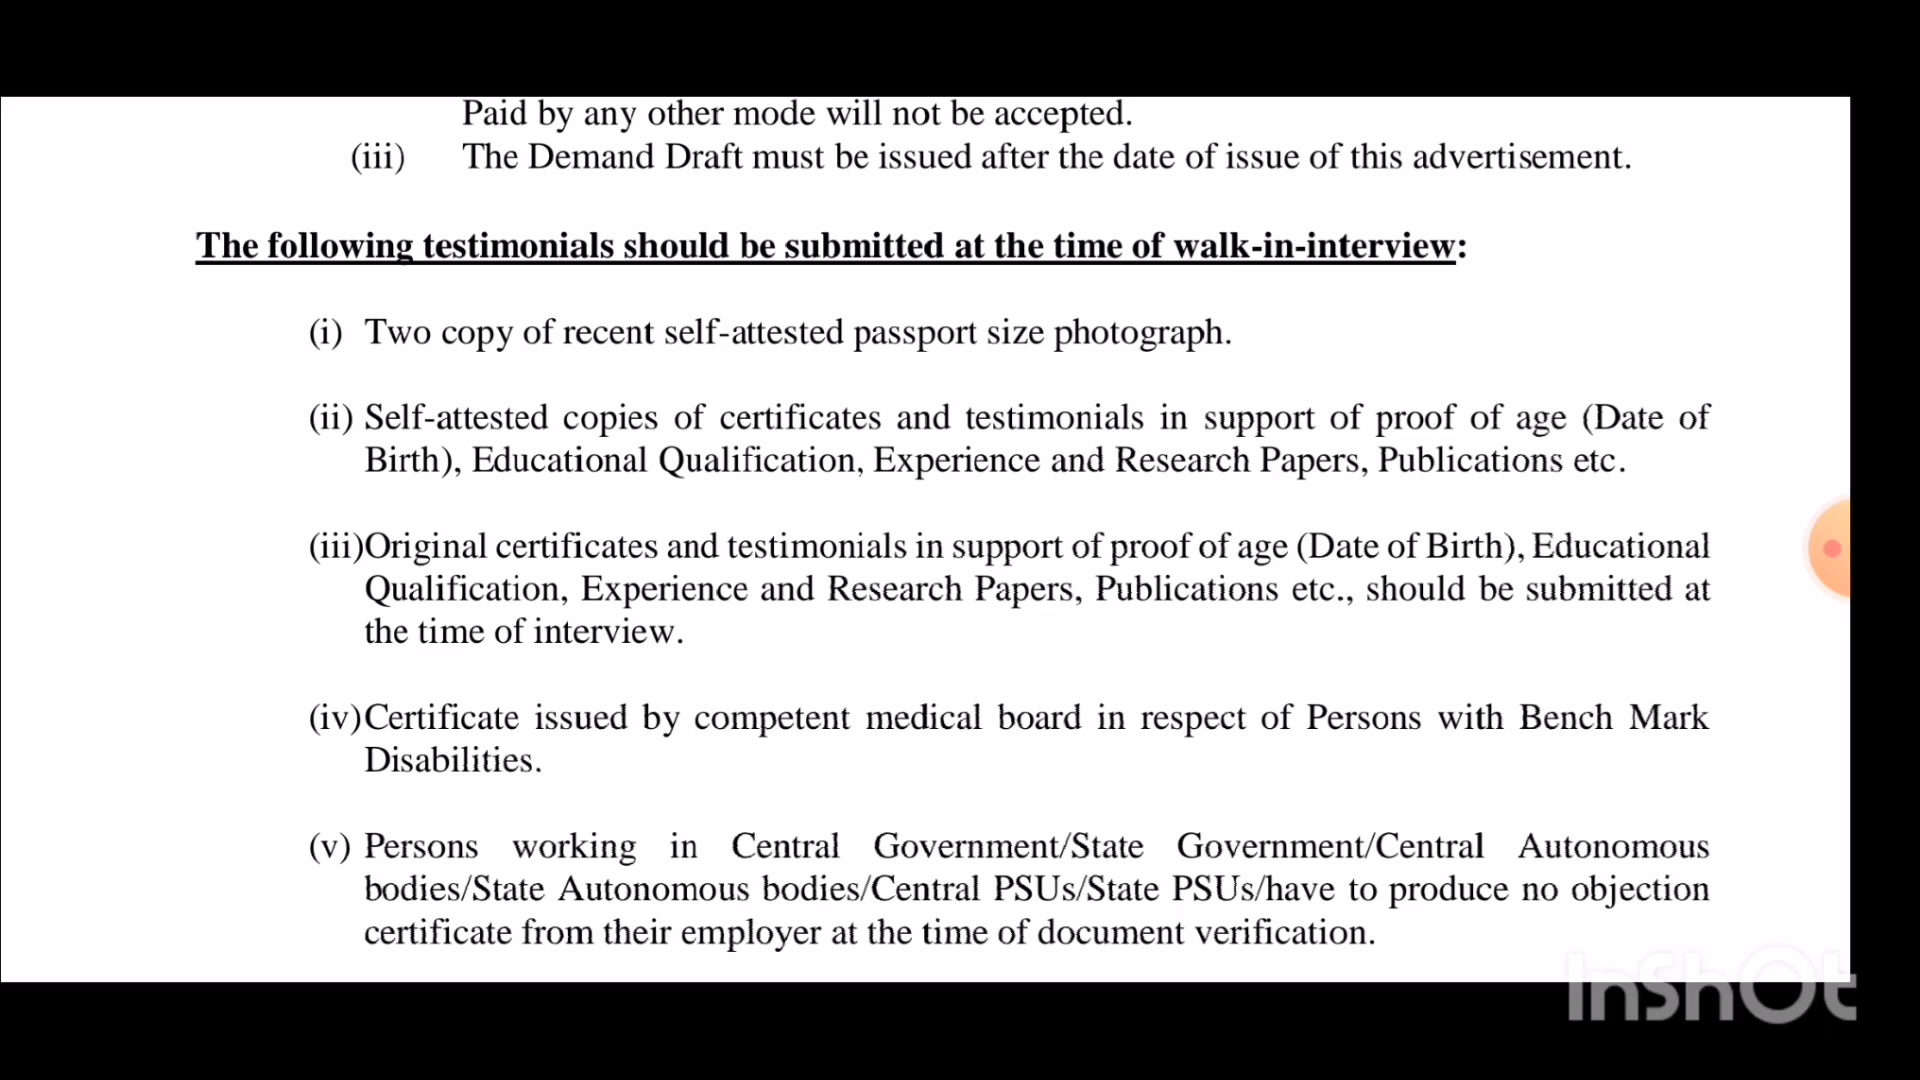 Paid by any other mode will not be accepted.
(iii) The Demand Draft must be issued after the date of issue of this advertisement.
The following testimonials should be submitted at the time of walk-in-interview:
(i) Two copy of recent self-attested passport size photograph.
(ii) Self-attested copies of certificates and testimonials in support of proof of age (Date of
Birth), Educational Qualification, Experience and Research Papers, Publications etc.
(iii)Original certificates and testimonials in support of proof of age (Date of Birth), Educational
Qualification, Experience and Research Papers, Publications etc., should be submitted at
the time of interview.
(iv)Certificate issued by competent medical board in respect of Persons with Bench Mark
Disabilities.
(v) Persons working in Central Government/State Government/Central Autonomous
bodies/State Autonomous bodies/Central PSUs/State PSUs/have to produce no objection
certificate from their employer at the time of document verification.
InShOt